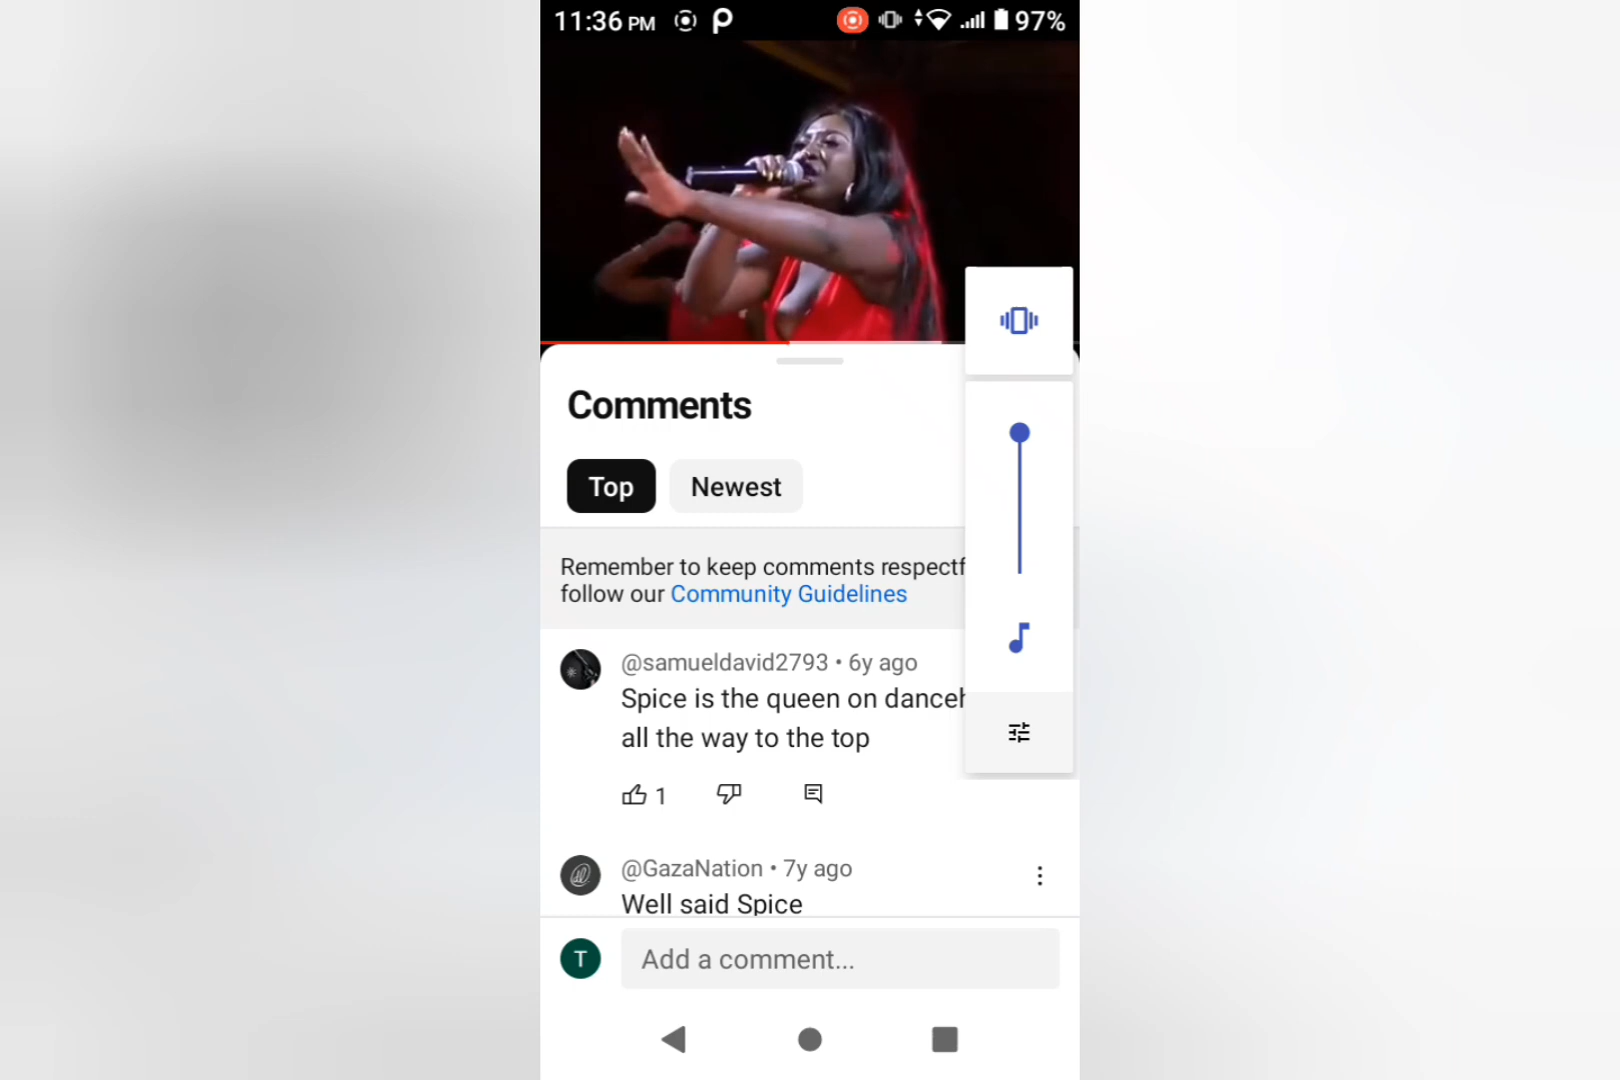 11:36 PM
97%
Comments
Top
Newest
Remember to keep comments respectf
follow our Community Guidelines
@samueldavid2793 • 6y ago
Spice is the queen on danceh
all the way to the top
1
@GazaNation • 7y ago
Well said Spice
T
Add a comment...